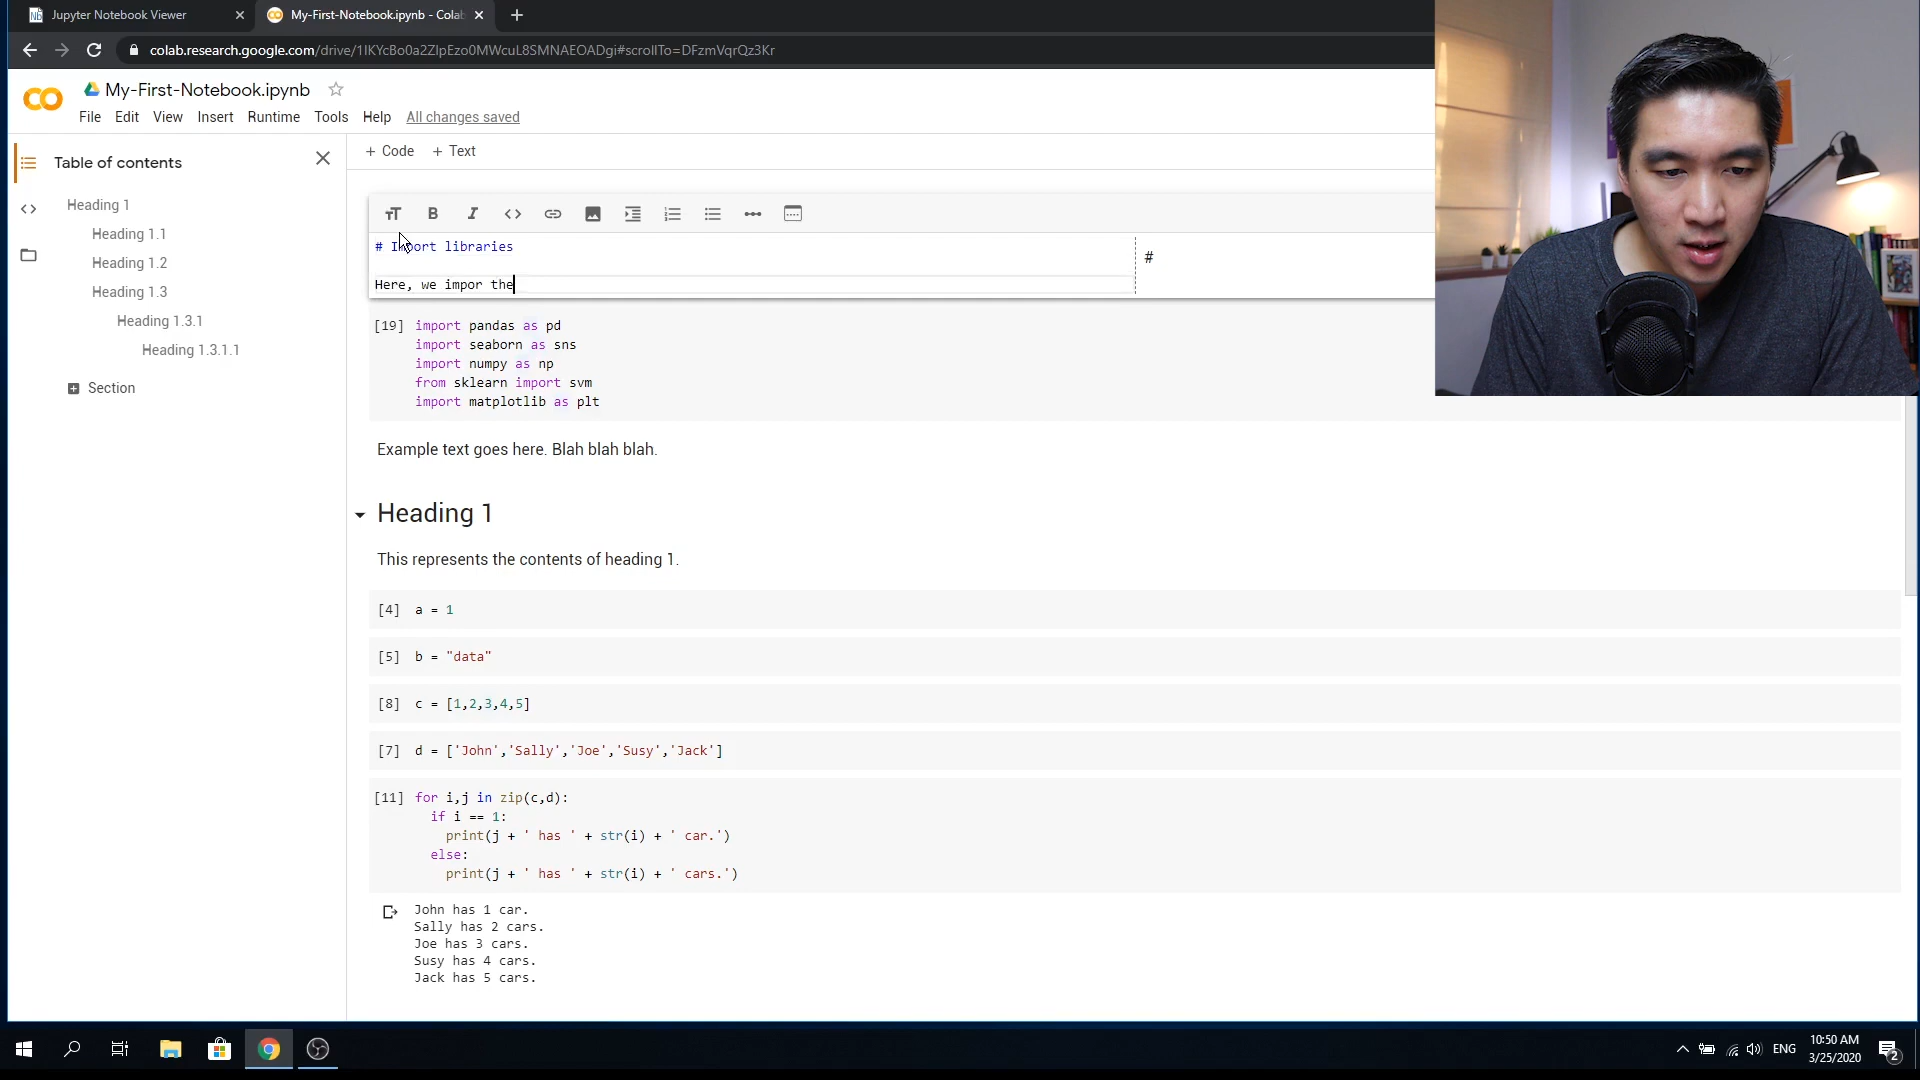 Jupyter Notebook Viewer
My-First-Notebook.ipynb - Cola
colab.research.google.com/drive/1IKYcBo0a2ZlpEzo0MWcuL8SMNAEOADgi#scrollTo=DFzmVqrQz3Kr
My-First-Notebook.ipynb
File Edit View Insert Runtime Tools Help All changes saved
Table of contents
+ Code + Text
Heading 1
Heading 1.1
Heading 1.2
Heading 1.3
Heading 1.3.1
Heading 1.3.1.1
Section
# Import libraries
#
Here, we impor the
[19] import pandas as pd
import seaborn as sns
import numpy as np
from sklearn import svm
import matplotlib as plt
Example text goes here. Blah blah blah.
Heading 1
This represents the contents of heading 1.
[4] a = 1
[5] b = "data"
[8] c = [1,2,3,4,5]
[7] d = ['John','Sally','Joe','Susy','Jack']
[11] for i,j in zip(c,d):
if i == 1:
print(j + ' has ' + str(i) + ' car.')
else:
print(j + ' has ' + str(i) + ' cars.')
John has 1 car.
Sally has 2 cars.
Joe has 3 cars.
Susy has 4 cars.
Jack has 5 cars.
ENG
10:50 AM
3/25/2020
2